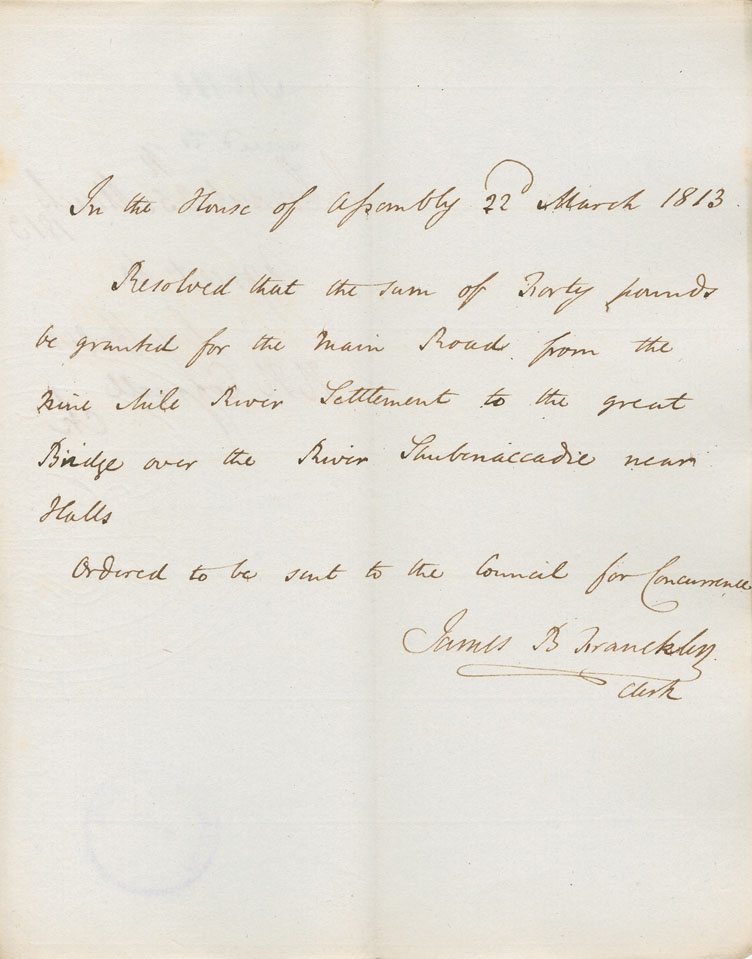 In the House of Assembly 22d March 1813
Resolved that the sum of Forty pounds
be granted for the Main Road from the
Nine Mile River Settlement to the great
Bridge over the River Shubenaccadie near
Halls
Ordered to be sent to the Council for Concurrence
James B Franckly
Clerk